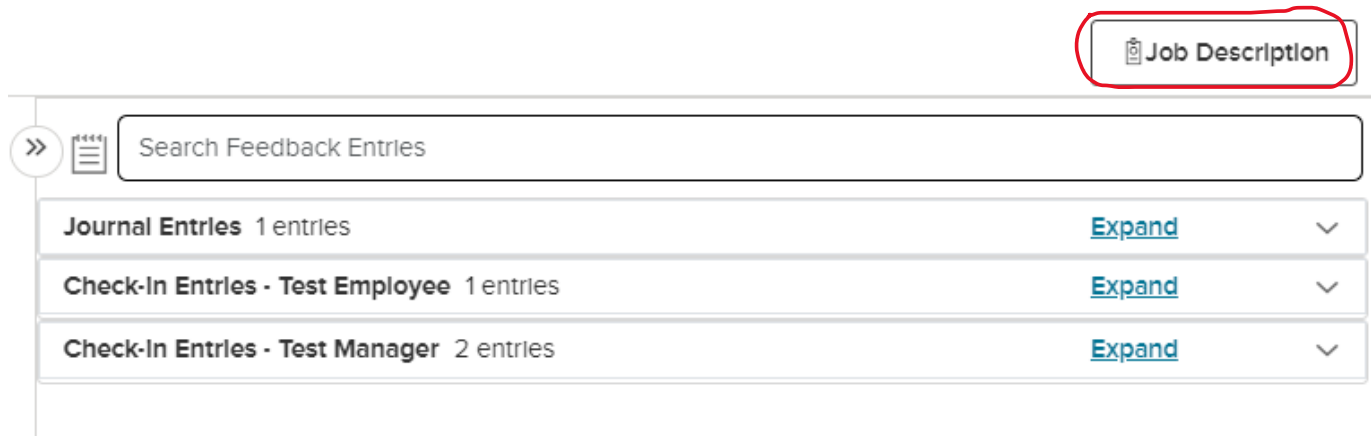 Job Description
Search Feedback Entries
Journal Entries 1 entries Expand
Check-In Entries - Test Employee 1 entries Expand
Check-In Entries - Test Manager 2 entries Expand